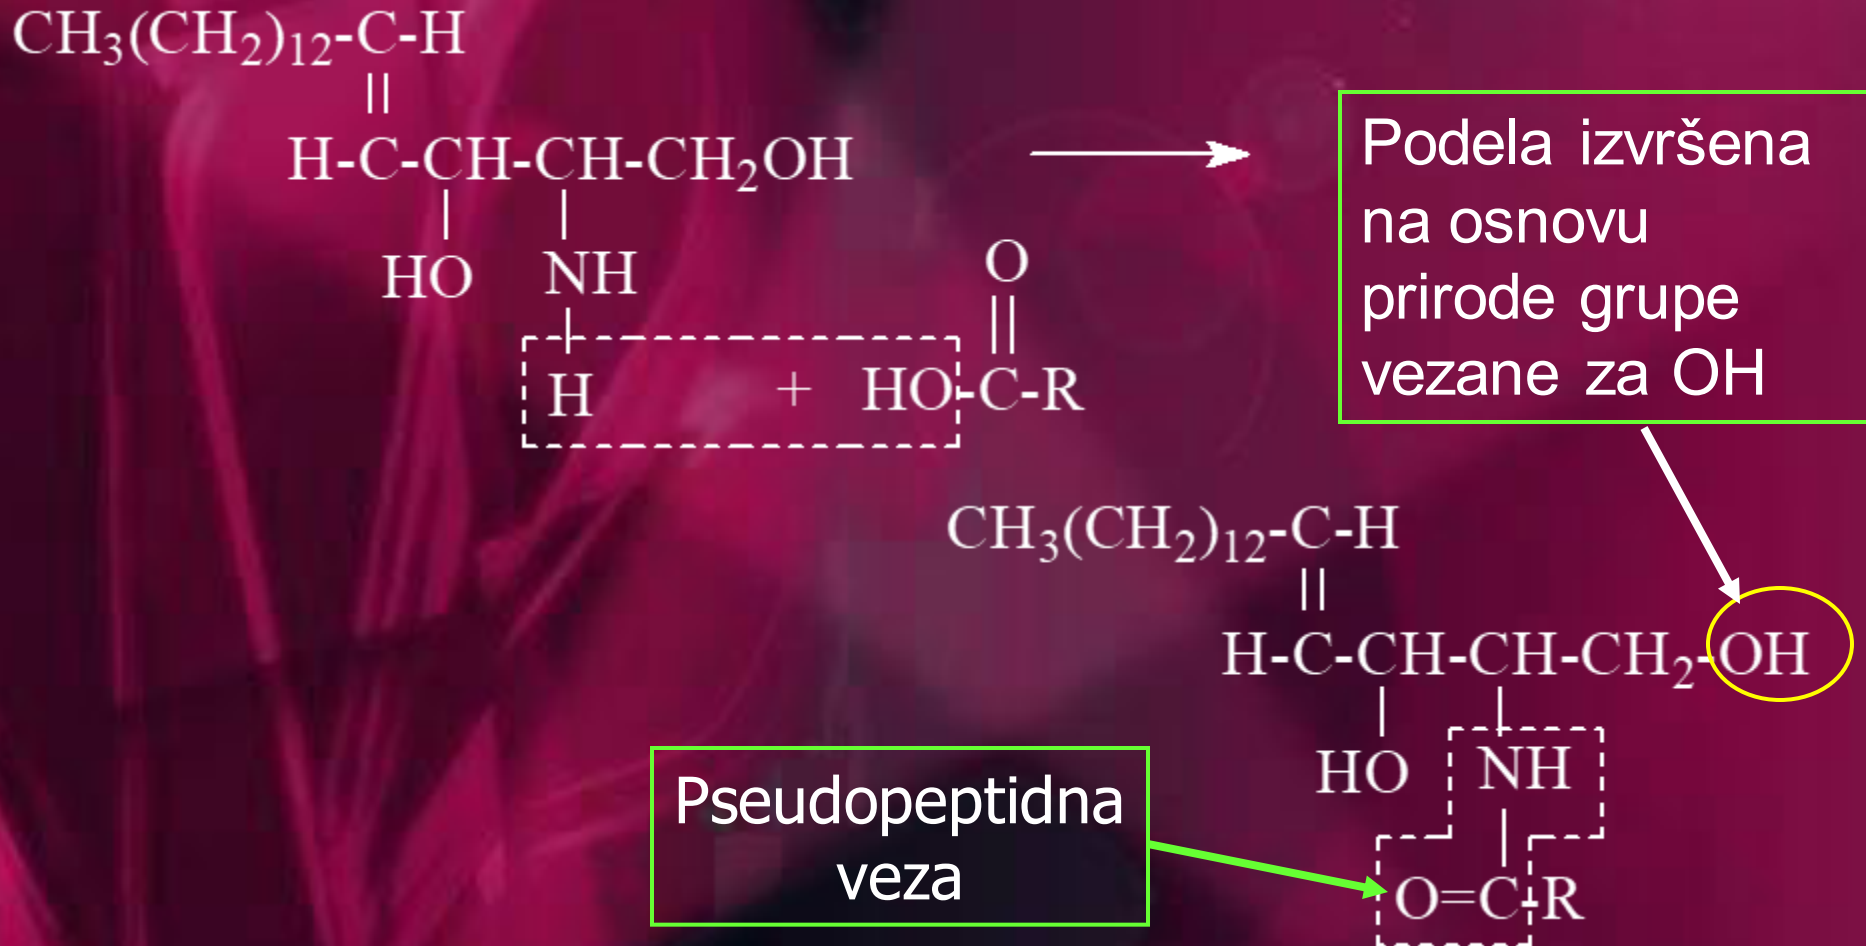 CH₃(CH₂)₁₂-C-H
||
H-C-CH-CH-CH₂OH
| |
HO NH
|
H + HO-C-R
||
O
Podela izvršena
na osnovu
prirode grupe
vezane za OH
CH₃(CH₂)₁₂-C-H
||
H-C-CH-CH-CH₂-OH
| |
HO NH
|
O=C-R
Pseudopeptidna
veza